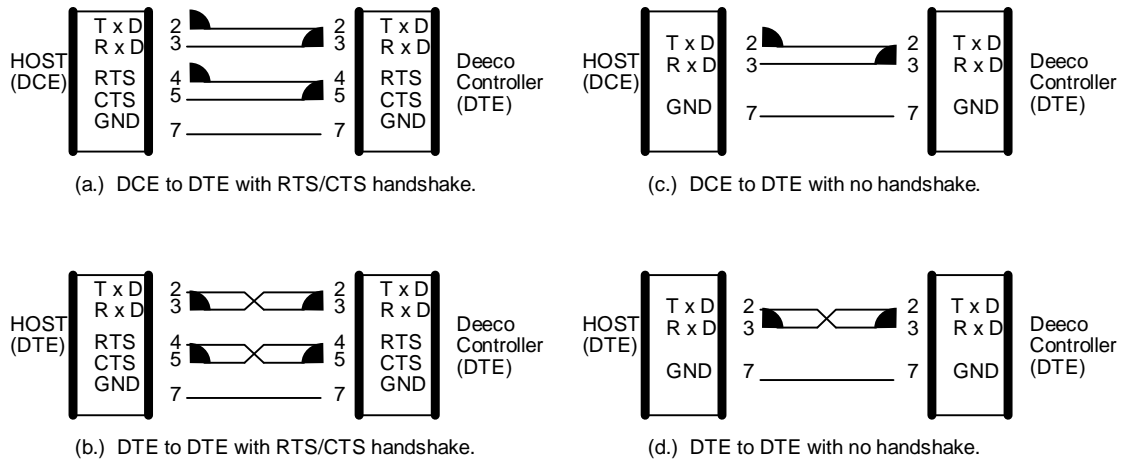 HOST
(DCE)
T x D
R x D
RTS
CTS
GND
2
3
4
5
7
2
3
4
5
7
T x D
R x D
RTS
CTS
GND
Deeco
Controller
(DTE)
(a.) DCE to DTE with RTS/CTS handshake.
HOST
(DCE)
T x D
R x D
GND
2
3
7
2
3
7
T x D
R x D
GND
Deeco
Controller
(DTE)
(c.) DCE to DTE with no handshake.
HOST
(DTE)
T x D
R x D
RTS
CTS
GND
2
3
4
5
7
2
3
4
5
7
T x D
R x D
RTS
CTS
GND
Deeco
Controller
(DTE)
(b.) DTE to DTE with RTS/CTS handshake.
HOST
(DTE)
T x D
R x D
GND
2
3
7
2
3
7
T x D
R x D
GND
Deeco
Controller
(DTE)
(d.) DTE to DTE with no handshake.